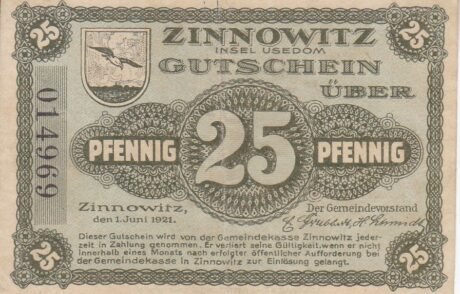 25 ZINNOWITZ 25
INSEL USEDOM
GUTSCHEIN
ÜBER
014969
PFENNIG 25 PFENNIG
Zinnowitz,
den 1. Juni 1921.
Der Gemeindevorstand
H. Schmidt
Dieser Gutschein wird von der Gemeindekasse Zinnowitz jeder-
zeit in Zahlung genommen. Er verliert seine Gültigkeit, wenn er nicht
innerhalb eines Monats nach erfolgter öffentlicher Aufforderung bei
der Gemeindekasse in Zinnowitz zur Einlösung gelangt.
25 25